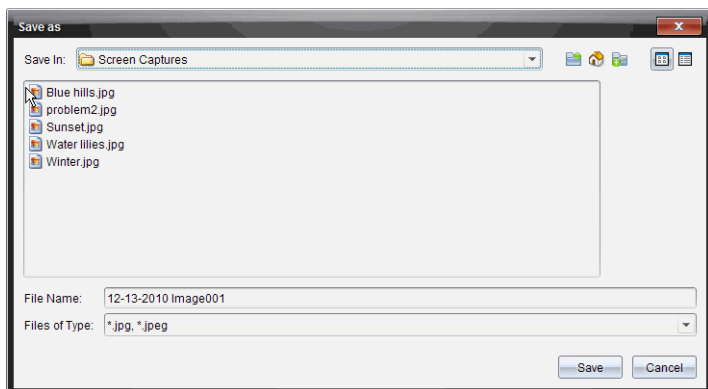 Save as
Save In: Screen Captures
Blue hills.jpg
problem2.jpg
Sunset.jpg
Water lilies.jpg
Winter.jpg
File Name: 12-13-2010 Image001
Files of Type: *.jpg, *.jpeg
Save Cancel